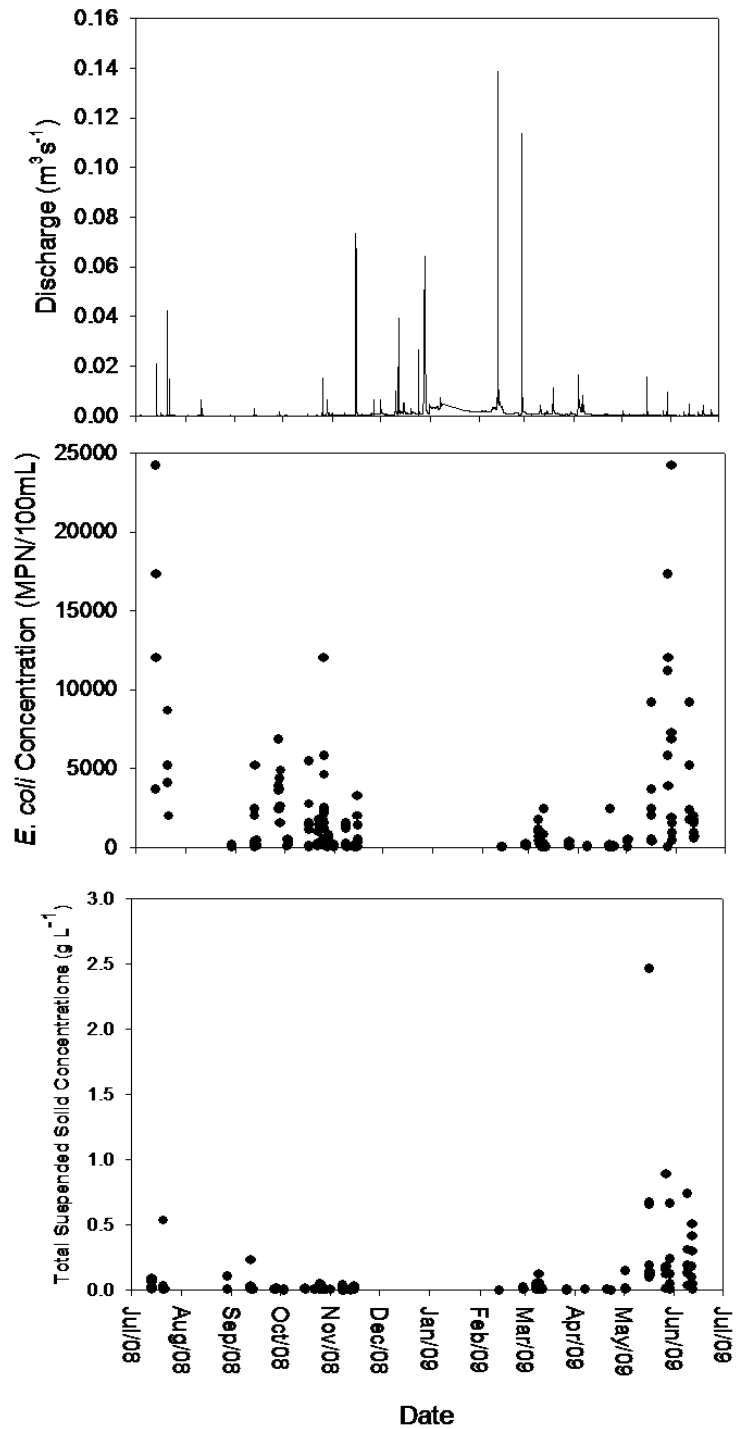 0.16
0.14
0.12
0.10
0.08
0.06
0.04
0.02
0.00
Discharge (m³s⁻¹)
25000
20000
15000
10000
5000
0
E. coli Concentration (MPN/100mL)
3.0
2.5
2.0
1.5
1.0
0.5
0.0
Total Suspended Solid Concentrations (g L⁻¹)
Jul/08
Aug/08
Sep/08
Oct/08
Nov/08
Dec/08
Jan/09
Feb/09
Mar/09
Apr/09
May/09
Jun/09
Jul/09
Date